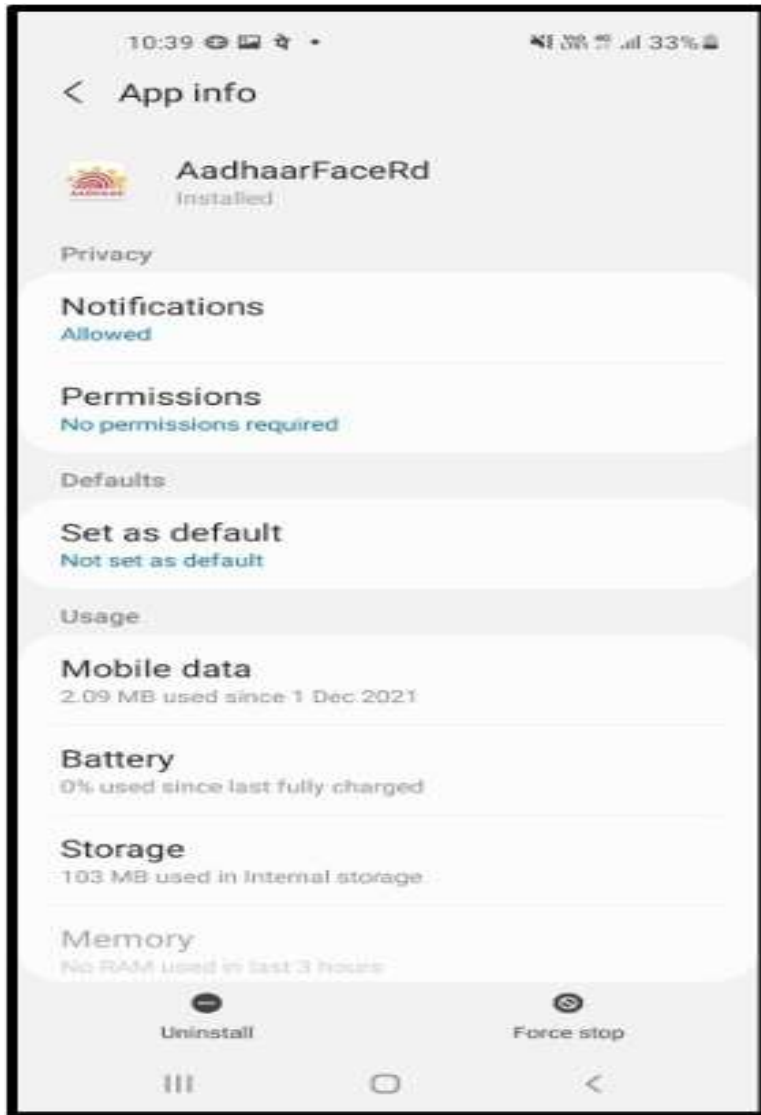 10:39
33%
App info
AADHAAR
AadhaarFaceRd
Installed
Privacy
Notifications
Allowed
Permissions
No permissions required
Defaults
Set as default
Not set as default
Usage
Mobile data
2.09 MB used since 1 Dec 2021
Battery
0% used since last fully charged
Storage
103 MB used in Internal storage
Memory
No RAM used in last 3 hours
Uninstall
Force stop